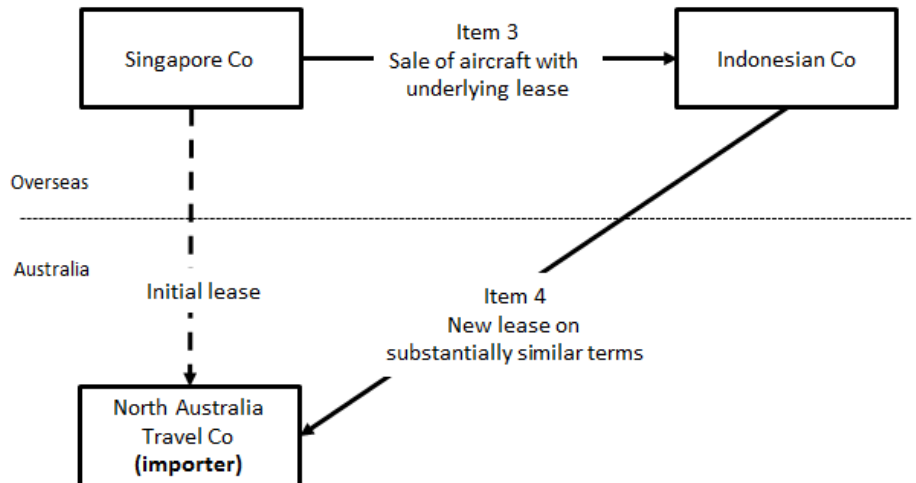 Singapore Co
Item 3
Sale of aircraft with
underlying lease
Indonesian Co
Overseas
Australia
Initial lease
Item 4
New lease on
substantially similar terms
North Australia
Travel Co
(importer)